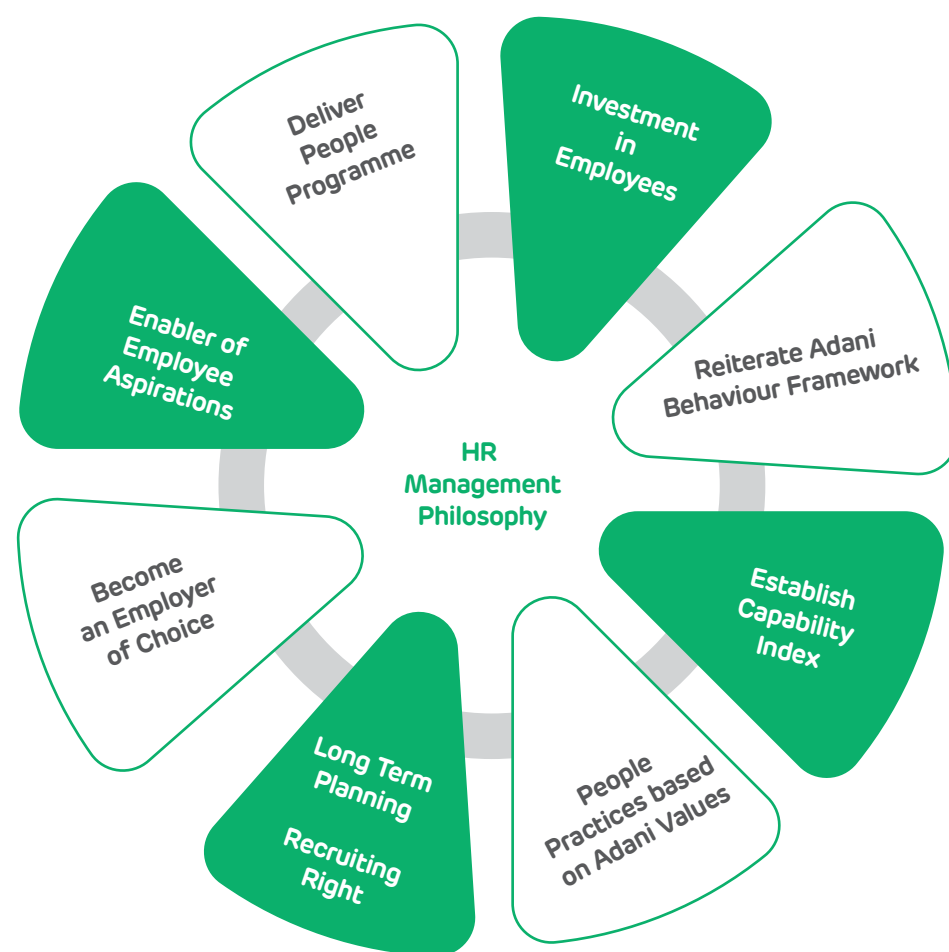 Deliver
People
Programme
Investment
in
Employees
Reiterate Adani
Behaviour Framework
Establish
Capability
Index
People
Practices based
on Adani Values
Long Term
Planning
Recruiting
Right
Become
an Employer
of Choice
Enabler of
Employee
Aspirations
HR
Management
Philosophy